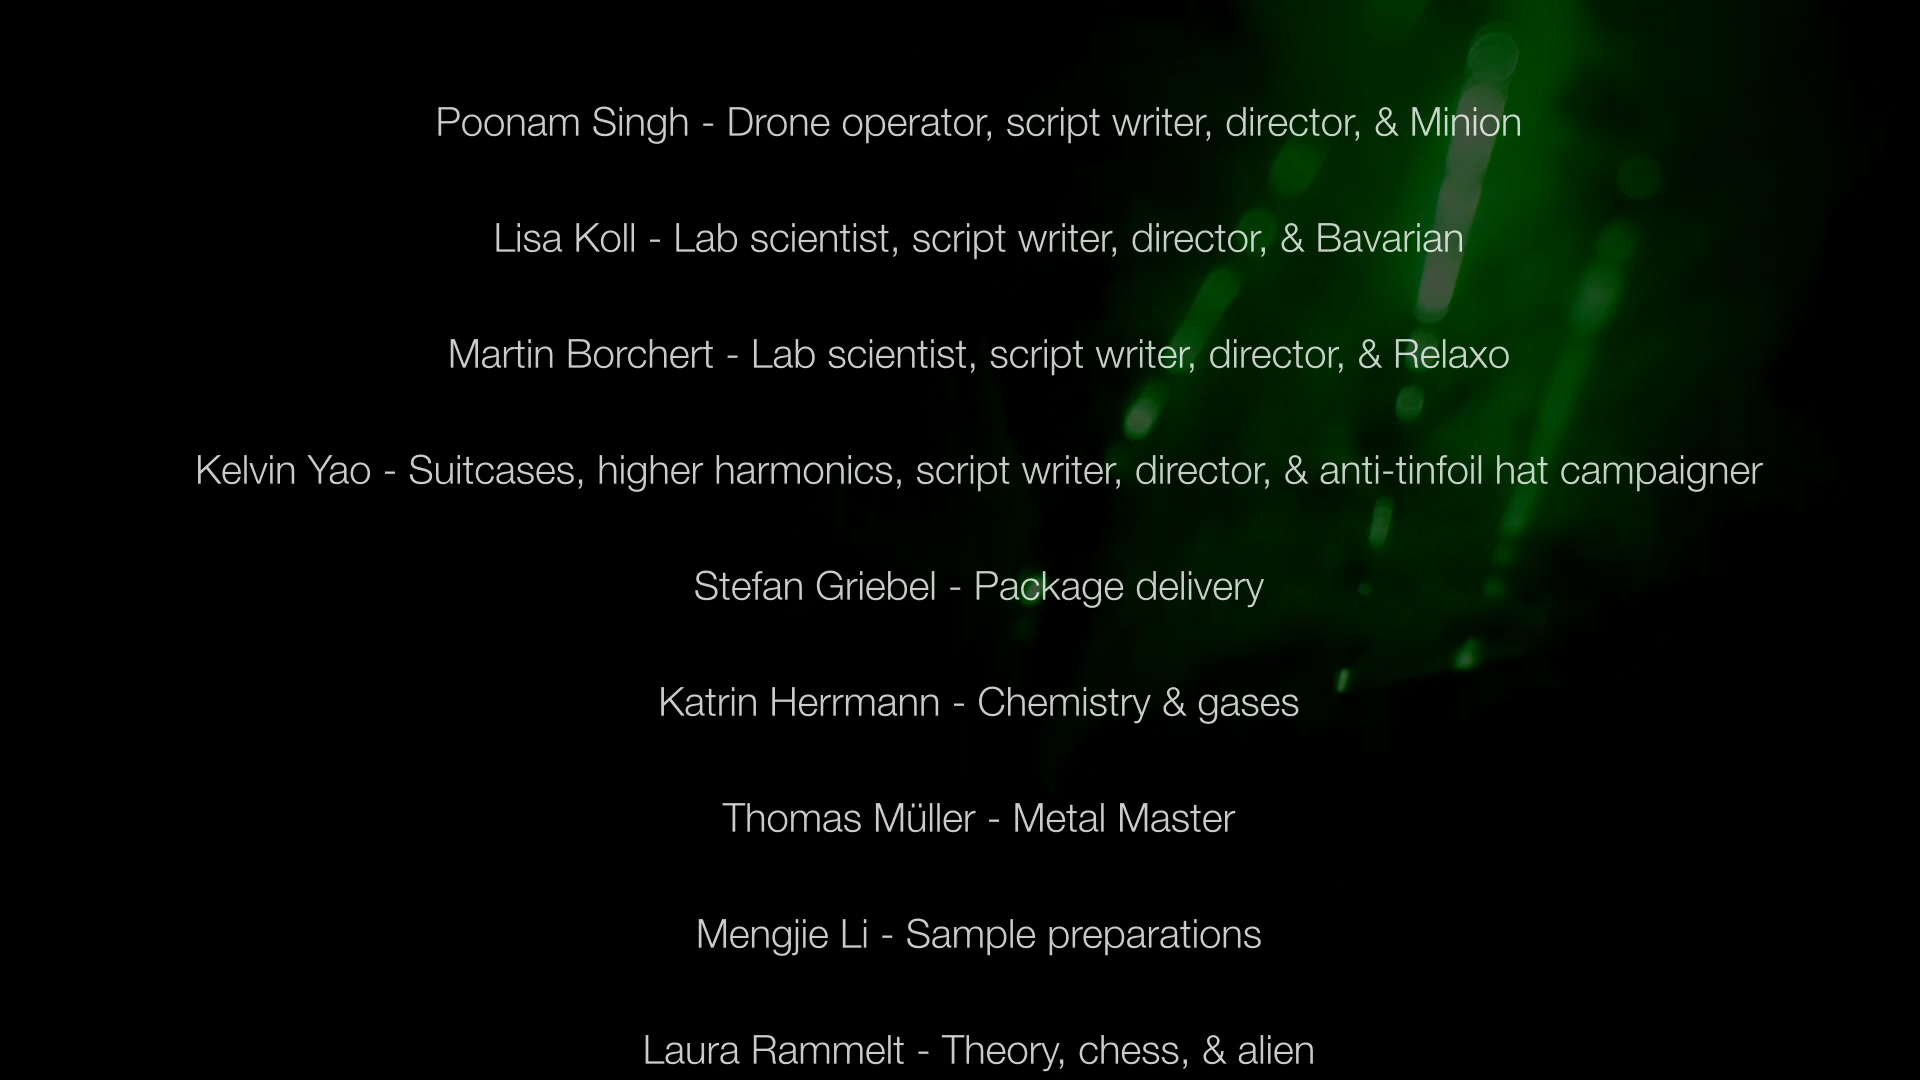 Poonam Singh - Drone operator, script writer, director, & Minion
Lisa Koll - Lab scientist, script writer, director, & Bavarian
Martin Borchert - Lab scientist, script writer, director, & Relaxo
Kelvin Yao - Suitcases, higher harmonics, script writer, director, & anti-tinfoil hat campaigner
Stefan Griebel - Package delivery
Katrin Herrmann - Chemistry & gases
Thomas Müller - Metal Master
Mengjie Li - Sample preparations
Laura Rammelt - Theory, chess, & alien